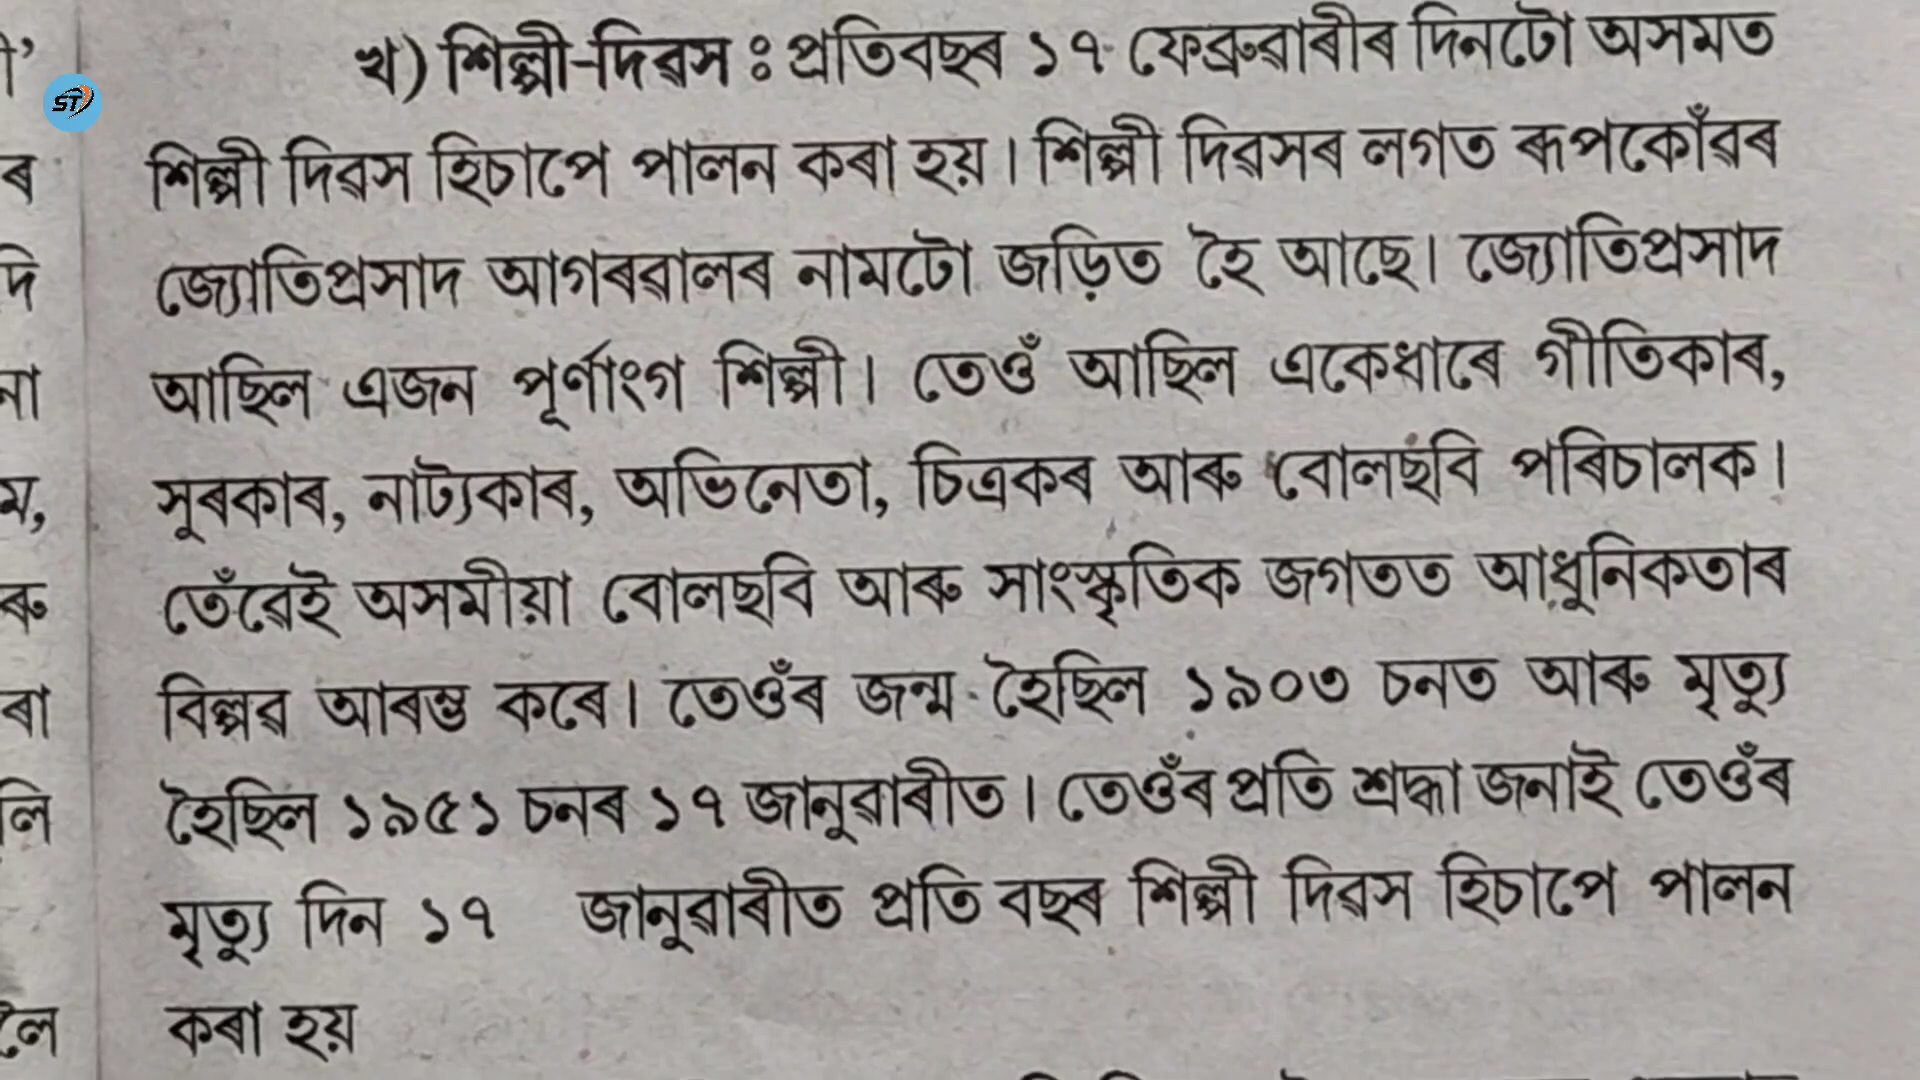 খ) শিল্পী-দিৱস : প্ৰতিবছৰ ১৭ ফেব্ৰুৱাৰীৰ দিনটো অসমত
ST
শিল্পী দিৱস হিচাপে পালন কৰা হয়। শিল্পী দিৱসৰ লগত ৰূপকোঁৱৰ
জ্যোতিপ্ৰসাদ আগৰৱালৰ নামটো জড়িত হৈ আছে। জ্যোতিপ্ৰসাদ
আছিল এজন পূৰ্ণাংগ শিল্পী। তেওঁ আছিল একেধাৰে গীতিকাৰ,
সুৰকাৰ, নাট্যকাৰ, অভিনেতা, চিত্ৰকৰ আৰু বোলছবি পৰিচালক।
তেঁৱেই অসমীয়া বোলছবি আৰু সাংস্কৃতিক জগতত আধুনিকতাৰ
বিল্পৱ আৰম্ভ কৰে। তেওঁৰ জন্ম হৈছিল ১৯০৩ চনত আৰু মৃত্যু
হৈছিল ১৯৫১ চনৰ ১৭ জানুৱাৰীত। তেওঁৰ প্ৰতি শ্ৰদ্ধা জনাই তেওঁৰ
মৃত্যু দিন ১৭ জানুৱাৰীত প্ৰতি বছৰ শিল্পী দিৱস হিচাপে পালন
কৰা হয়